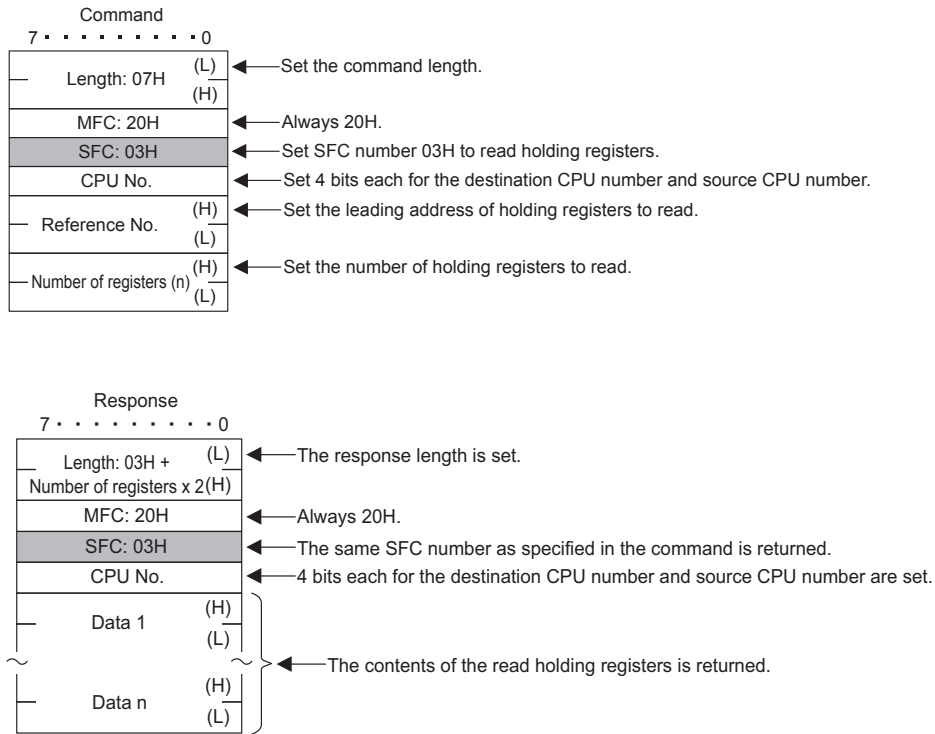 Command
7 · · · · · · · · 0
Length: 07H (L) Set the command length.
(H)
MFC: 20H Always 20H.
SFC: 03H Set SFC number 03H to read holding registers.
CPU No. Set 4 bits each for the destination CPU number and source CPU number.
Reference No. (H) Set the leading address of holding registers to read.
(L)
Number of registers (n) (H) Set the number of holding registers to read.
(L)
Response
7 · · · · · · · · 0
Length: 03H + (L) The response length is set.
Number of registers x 2 (H)
MFC: 20H Always 20H.
SFC: 03H The same SFC number as specified in the command is returned.
CPU No. 4 bits each for the destination CPU number and source CPU number are set.
Data 1 (H)
(L)
The contents of the read holding registers is returned.
Data n (H)
(L)